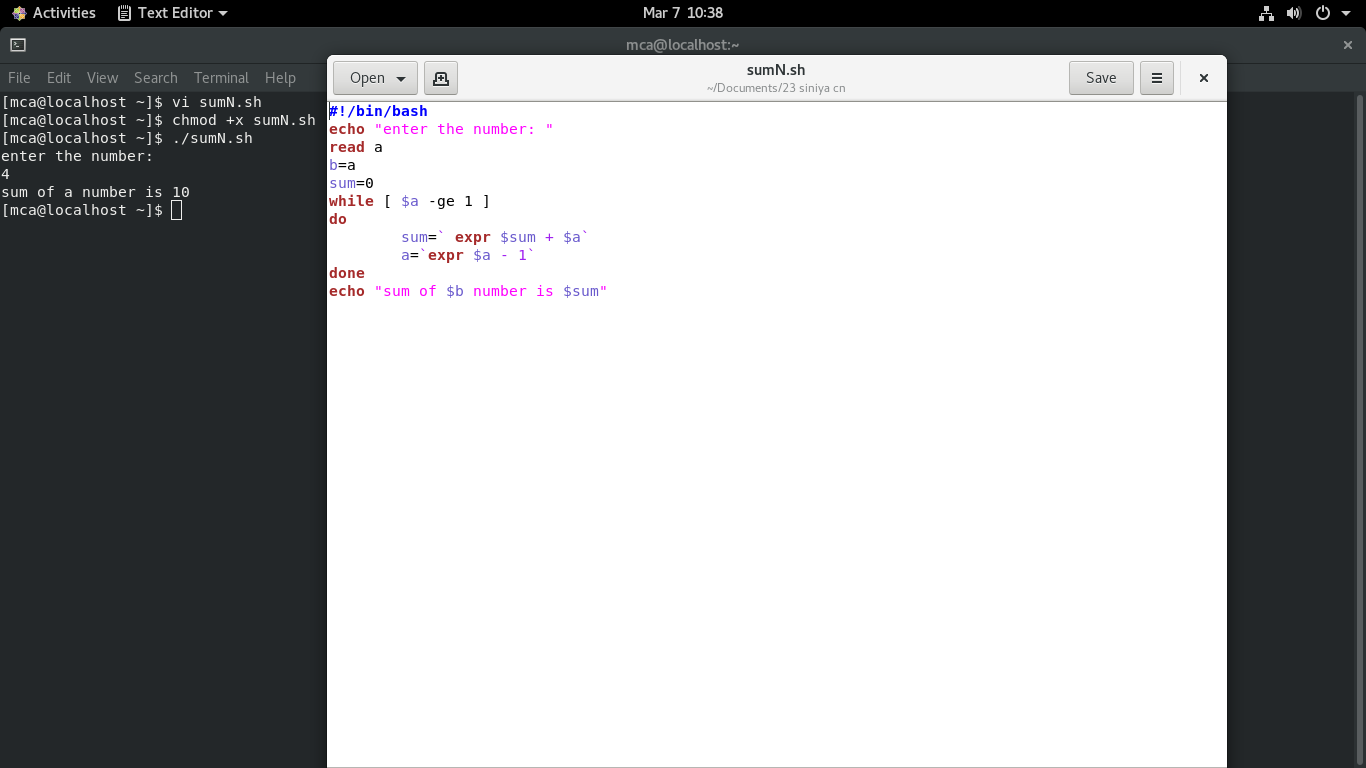 Activities Text Editor Mar 7 10:38
mca@localhost:~
File Edit View Search Terminal Help
[mca@localhost ~]$ vi sumN.sh
[mca@localhost ~]$ chmod +x sumN.sh
[mca@localhost ~]$ ./sumN.sh
enter the number:
4
sum of a number is 10
[mca@localhost ~]$
Open sumN.sh Save
~/Documents/23 siniya cn
#!/bin/bash
echo "enter the number: "
read a
b=a
sum=0
while [ $a -ge 1 ]
do
        sum=` expr $sum + $a`
        a=`expr $a - 1`
done
echo "sum of $b number is $sum"